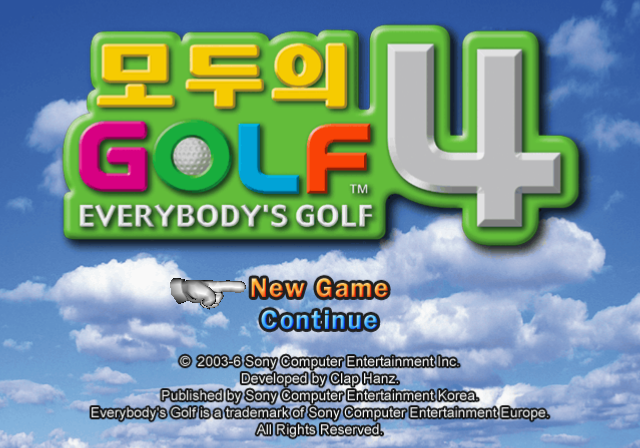 모두의
GOLF 4
TM
EVERYBODY'S GOLF
New Game
Continue
© 2003-6 Sony Computer Entertainment Inc.
Developed by Clap Hanz.
Published by Sony Computer Entertainment Korea.
Everybody's Golf is a trademark of Sony Computer Entertainment Europe.
All Rights Reserved.